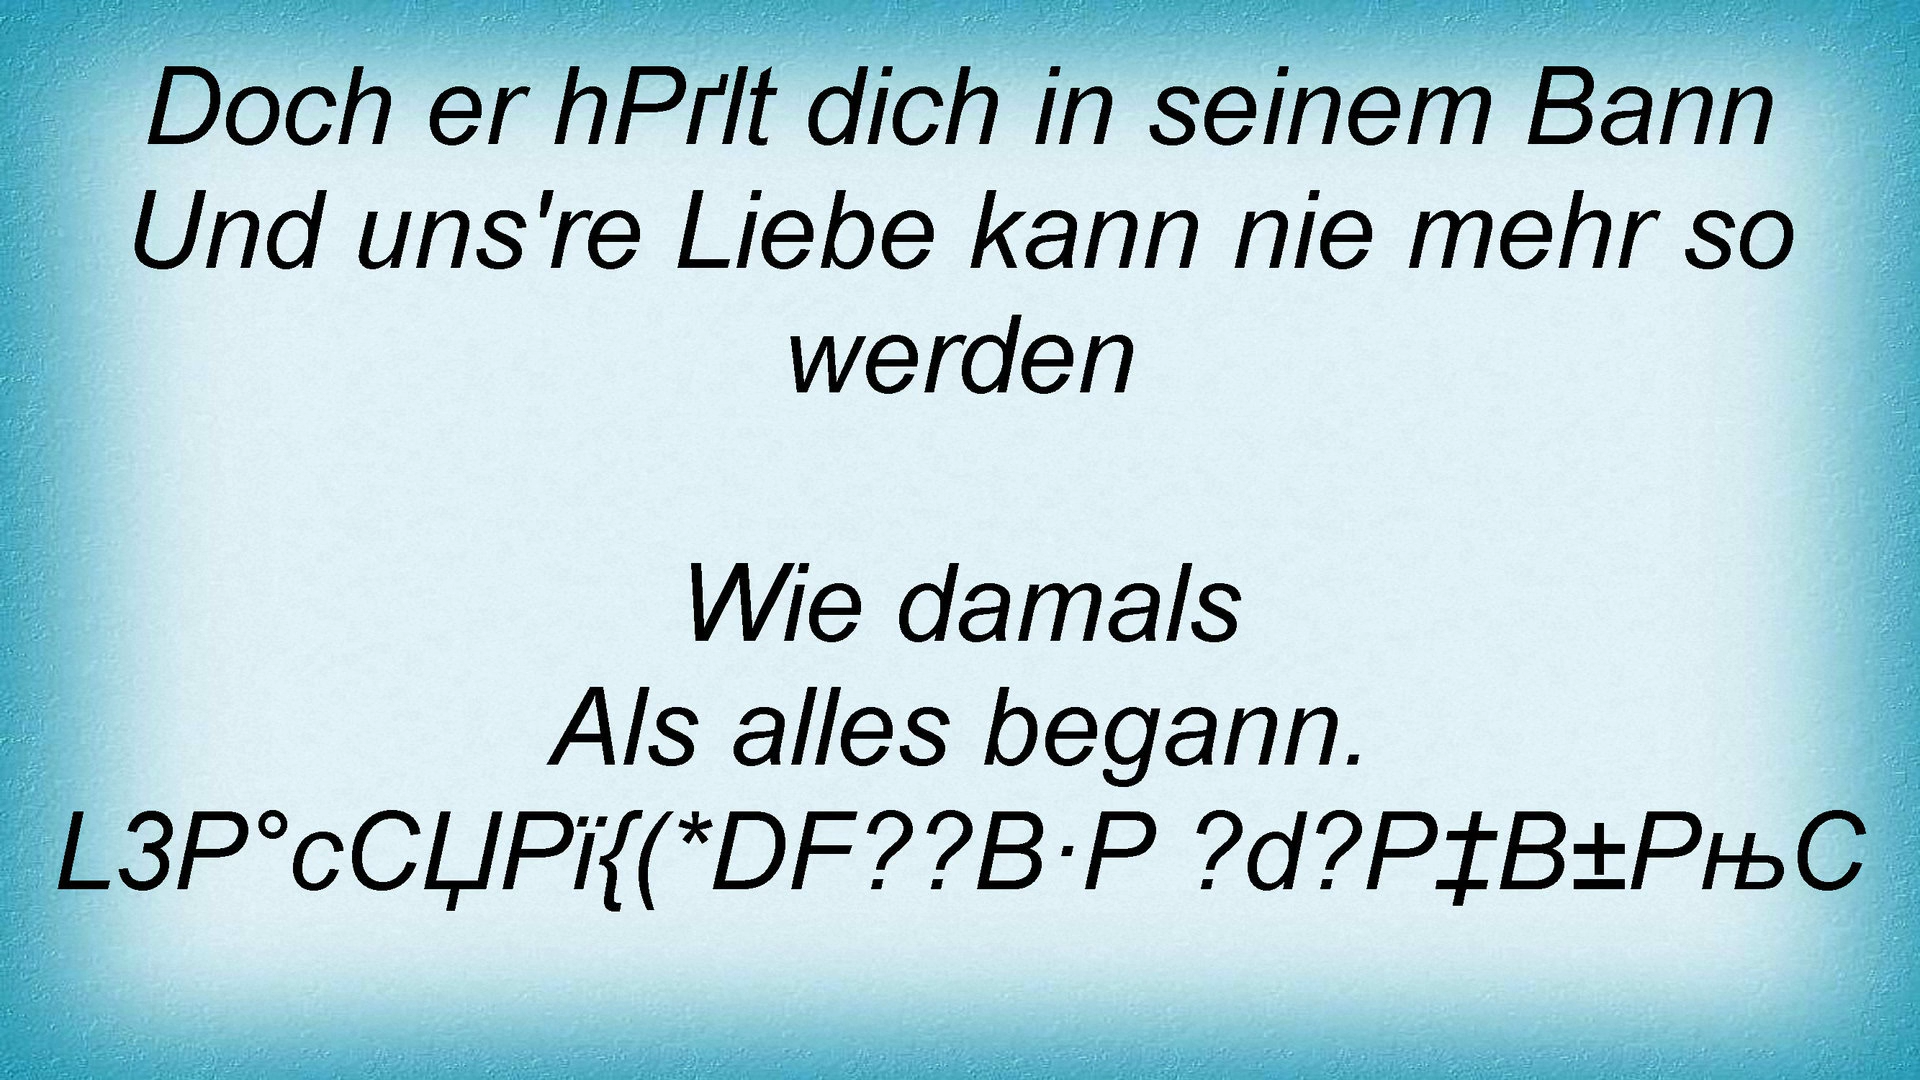 Doch er hPґlt dich in seinem Bann
Und uns're Liebe kann nie mehr so
werden
Wie damals
Als alles begann.
L3P°cCЏPї{(*DF??B·P ?d?P‡B±PњC